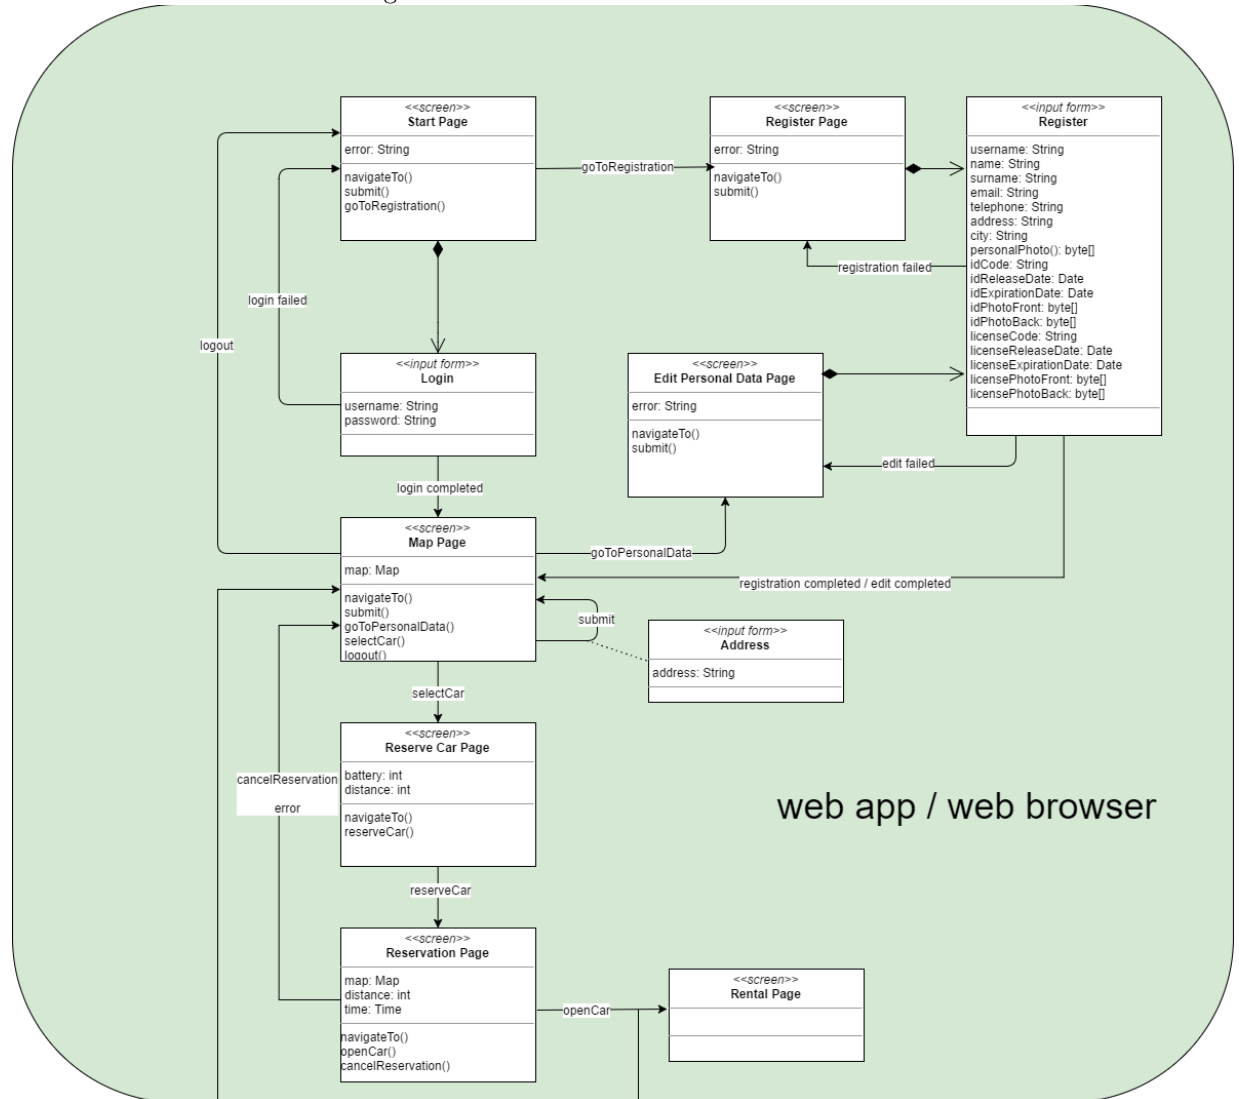 <<screen>>
Start Page
error: String
navigateTo()
submit()
goToRegistration()
goToRegistration
<<screen>>
Register Page
error: String
navigateTo()
submit()
<<input form>>
Register
username: String
name: String
surname: String
email: String
telephone: String
address: String
city: String
personalPhoto(): byte[]
idCode: String
idReleaseDate: Date
idExpirationDate: Date
idPhotoFront: byte[]
idPhotoBack: byte[]
licenseCode: String
licenseReleaseDate: Date
licenseExpirationDate: Date
licensePhotoFront: byte[]
licensePhotoBack: byte[]
registration failed
login failed
logout
<<input form>>
Login
username: String
password: String
<<screen>>
Edit Personal Data Page
error: String
navigateTo()
submit()
edit failed
login completed
<<screen>>
Map Page
map: Map
navigateTo()
submit()
goToPersonalData()
selectCar()
logout()
goToPersonalData
registration completed / edit completed
submit
<<input form>>
Address
address: String
selectCar
<<screen>>
Reserve Car Page
battery: int
distance: int
navigateTo()
reserveCar()
cancelReservation
error
web app / web browser
reserveCar
<<screen>>
Reservation Page
map: Map
distance: int
time: Time
navigateTo()
openCar()
cancelReservation()
openCar
<<screen>>
Rental Page